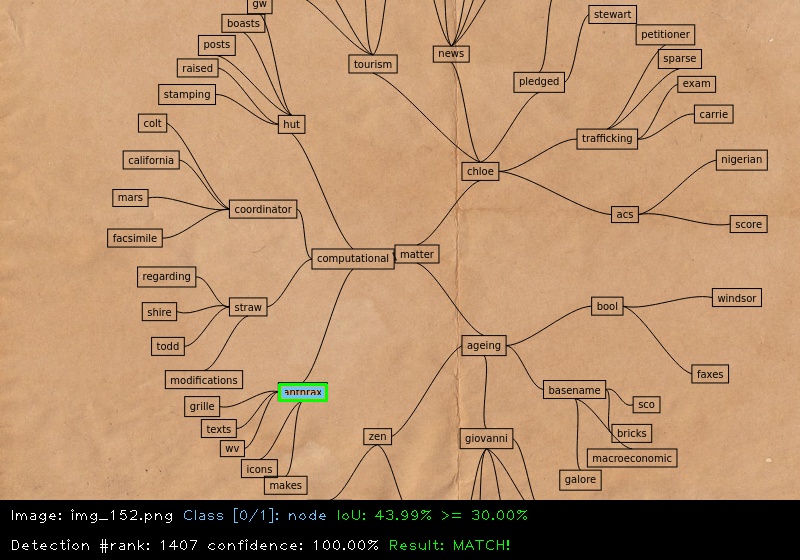 gw
boasts
posts
raised
stamping
tourism
news
stewart
petitioner
sparse
pledged
exam
carrie
colt
hut
trafficking
california
chloe
nigerian
mars
coordinator
acs
score
facsimile
computational
matter
regarding
shire
straw
bool
windsor
todd
ageing
modifications
anthrax
basename
faxes
grille
sco
texts
zen
giovanni
bricks
wv
macroeconomic
icons
makes
galore
Image: img_152.png Class [0/1]: node IoU: 43.99% >= 30.00%
Detection #rank: 1407 confidence: 100.00% Result: MATCH!